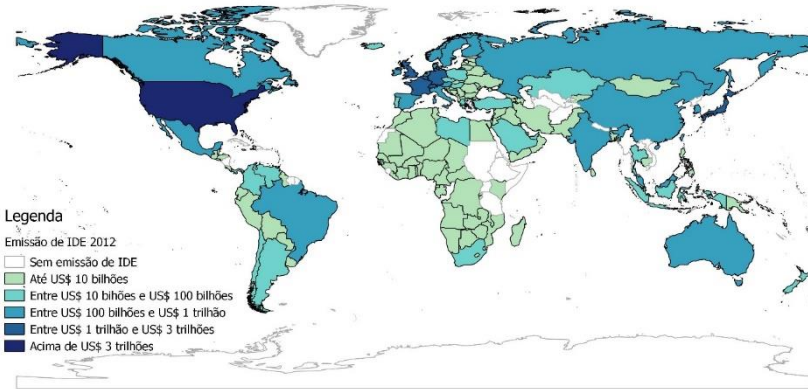 Legenda
Emissão de IDE 2012
Sem emissão de IDE
Até US$ 10 bilhões
Entre US$ 10 bihões e US$ 100 bilhões
Entre US$ 100 bilhões e US$ 1 trilhão
Entre US$ 1 trilhão e US$ 3 trilhões
Acima de US$ 3 trilhões